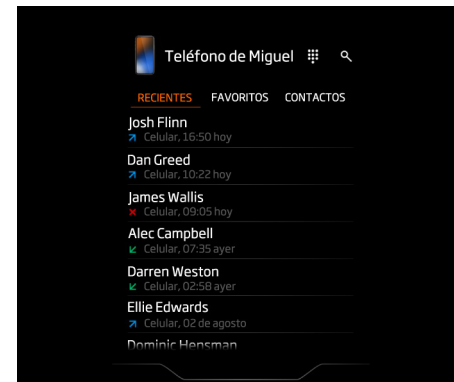 Teléfono de Miguel
RECIENTES FAVORITOS CONTACTOS
Josh Flinn
Celular, 16:50 hoy
Dan Greed
Celular, 10:22 hoy
James Wallis
Celular, 09:05 hoy
Alec Campbell
Celular, 07:35 ayer
Darren Weston
Celular, 02:58 ayer
Ellie Edwards
Celular, 02 de agosto
Dominic Hensman